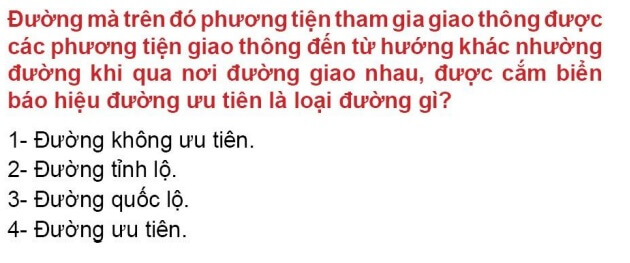 Đường mà trên đó phương tiện tham gia giao thông được
các phương tiện giao thông đến từ hướng khác nhường
đường khi qua nơi đường giao nhau, được cắm biển
báo hiệu đường ưu tiên là loại đường gì?
1- Đường không ưu tiên.
2- Đường tỉnh lộ.
3- Đường quốc lộ.
4- Đường ưu tiên.